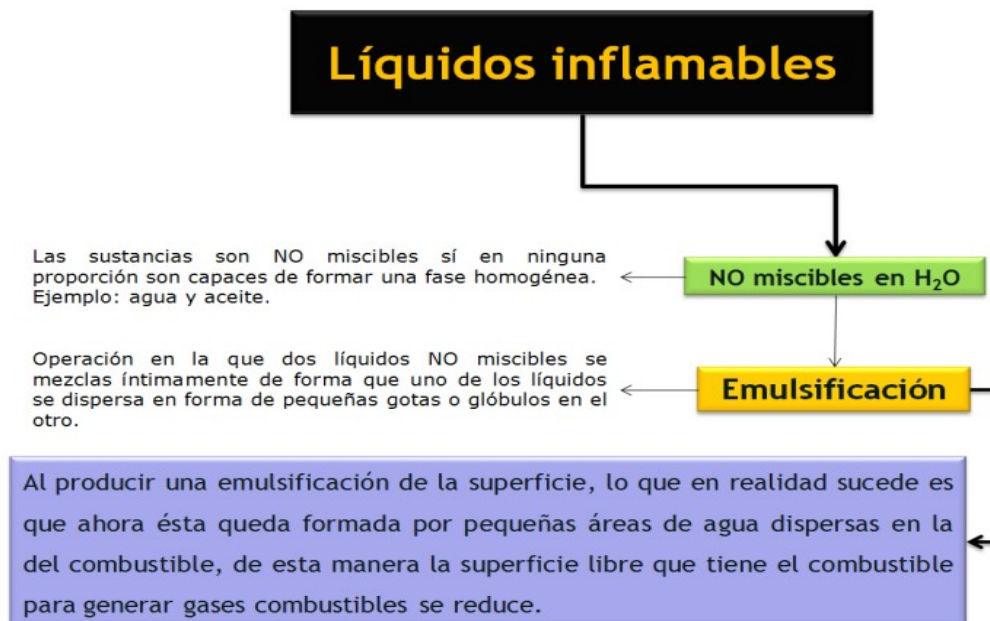 Líquidos inflamables
Las sustancias son NO miscibles sí en ninguna
proporción son capaces de formar una fase homogénea.
Ejemplo: agua y aceite.
NO miscibles en H₂O
Operación en la que dos líquidos NO miscibles se
mezclas íntimamente de forma que uno de los líquidos
se dispersa en forma de pequeñas gotas o glóbulos en el
otro.
Emulsificación
Al producir una emulsificación de la superficie, lo que en realidad sucede es
que ahora ésta queda formada por pequeñas áreas de agua dispersas en la
del combustible, de esta manera la superficie libre que tiene el combustible
para generar gases combustibles se reduce.